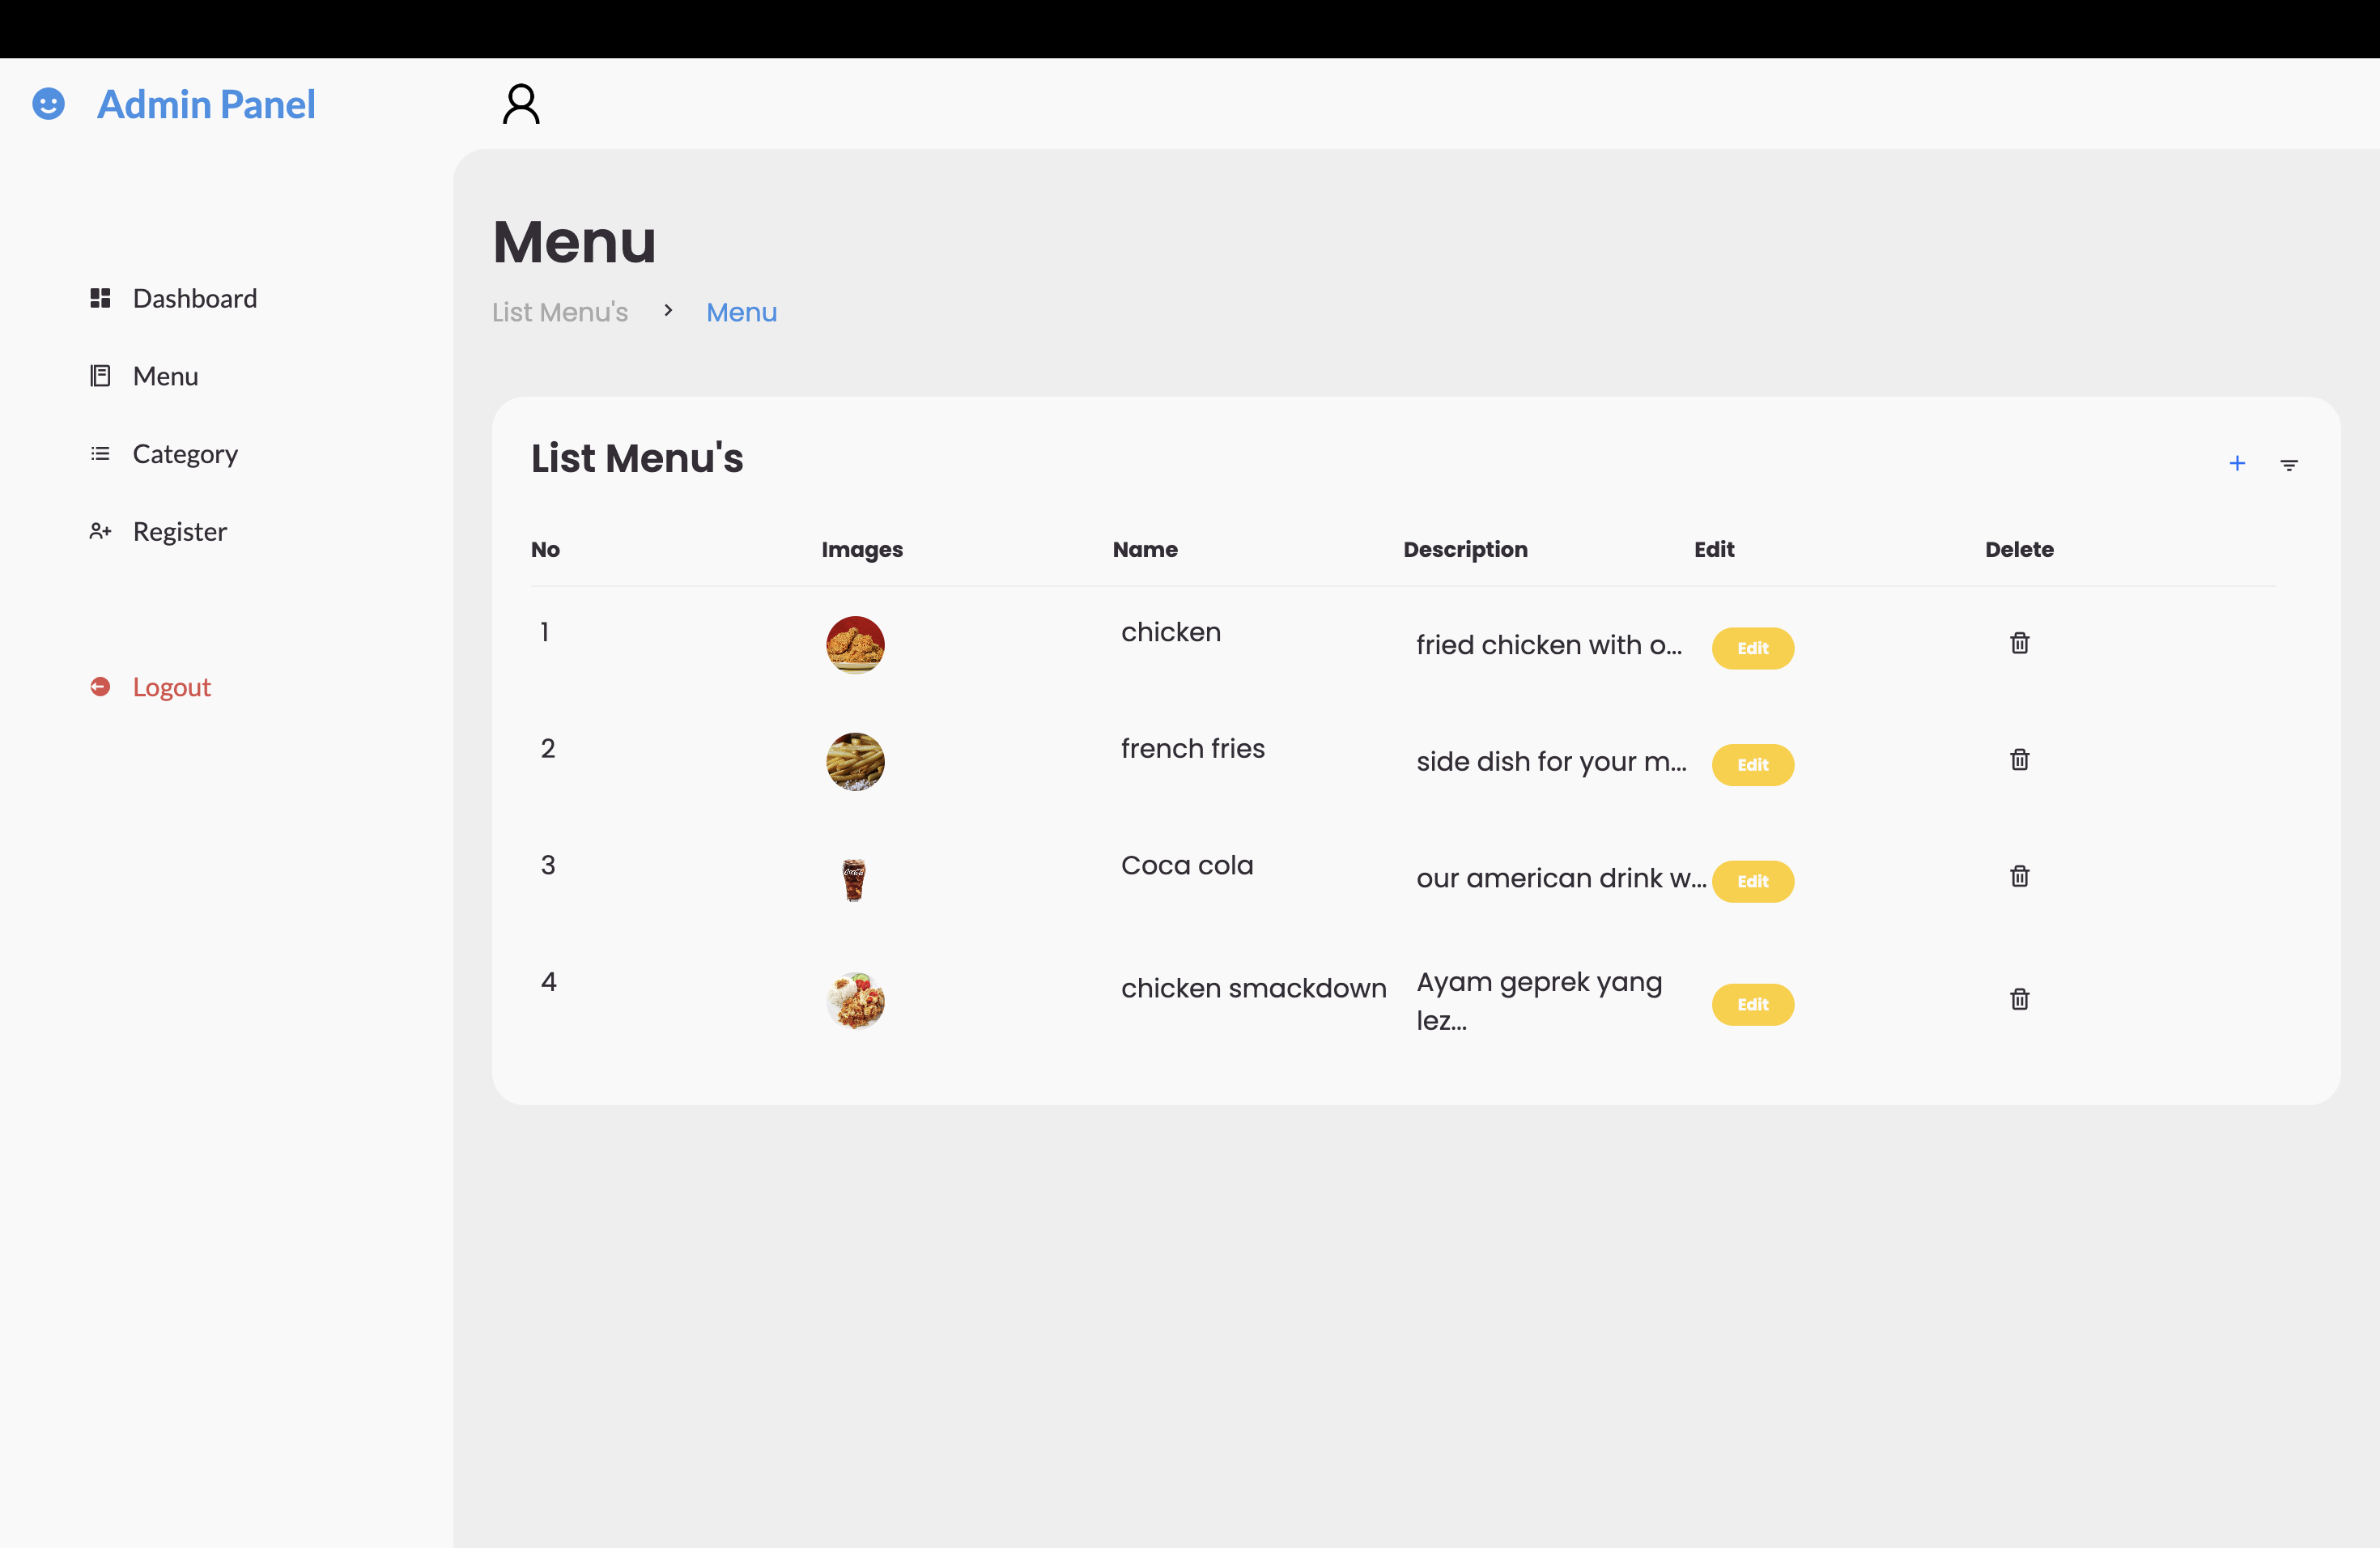 Admin Panel
Dashboard
Menu
Category
Register
Logout
Menu
List Menu's > Menu
List Menu's
No Images Name Description Edit Delete
1 chicken fried chicken with o... Edit
2 french fries side dish for your m... Edit
3 Coca cola our american drink w... Edit
4 chicken smackdown Ayam geprek yang
lez... Edit